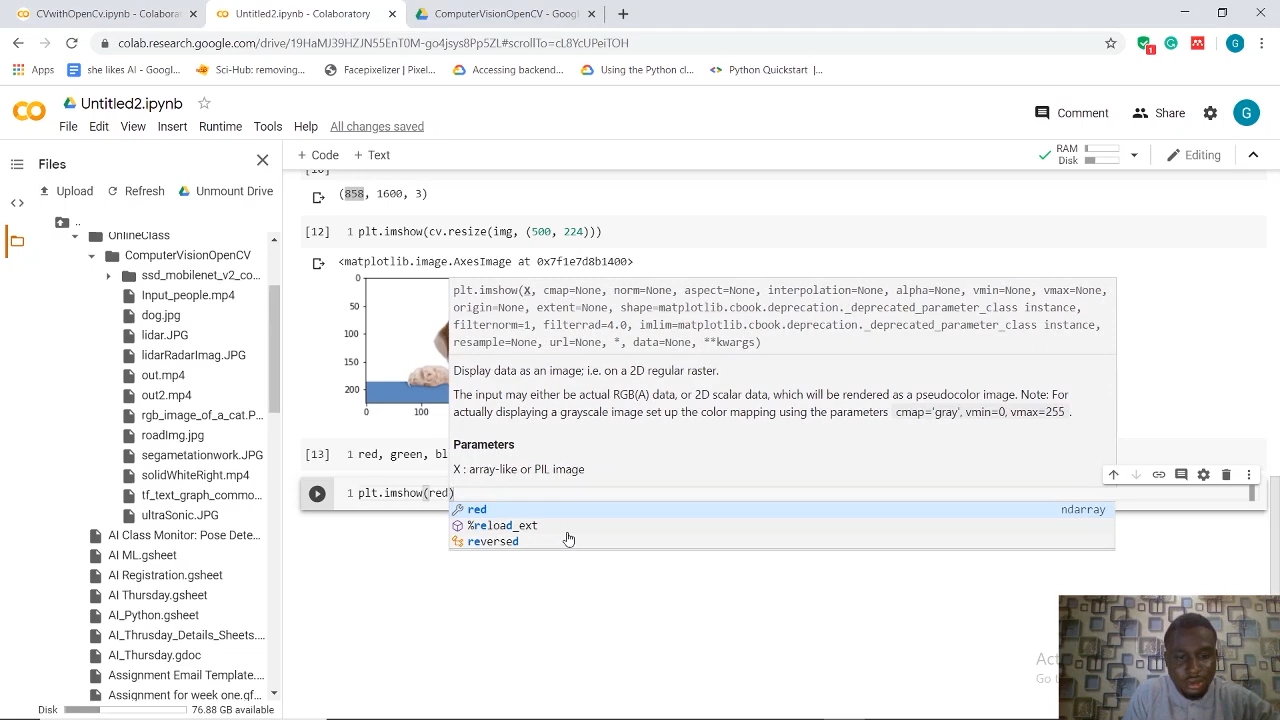 CVwithOpenCv.ipynb - Colaborat
Untitled2.ipynb - Colaboratory
ComputerVisionOpenCV - Googl
colab.research.google.com/drive/19HaMJ39HZJN55EnT0M-go4jsys8Pp5Zd#scrollTo=cL8YcUPeiTOH
1
G
Apps
she likes AI - Googl...
Sci-Hub: removing...
Facepixelizer | Pixel...
Accessing backend...
Using the Python cl...
Python Quickstart |...
Untitled2.ipynb
Comment
Share
G
File Edit View Insert Runtime Tools Help All changes saved
Files
+ Code + Text
RAM
Disk
Editing
Upload Refresh Unmount Drive
..
OnlineClass
ComputerVisionOpenCV
ssd_mobilenet_v2_co...
Input_people.mp4
dog.jpg
lidar.JPG
lidarRadarImag.JPG
out.mp4
out2.mp4
rgb_image_of_a_cat.P...
roadImg.jpg
segametationwork.JPG
solidWhiteRight.mp4
tf_text_graph_commo...
ultraSonic.JPG
AI Class Monitor: Pose Dete...
AI ML.gsheet
AI Registration.gsheet
AI Thursday.gsheet
AI_Python.gsheet
AI_Thrusday_Details_Sheets....
AI_Thursday.gdoc
Assignment Email Template....
Assignment for week one.gf...
Disk 76.88 GB available
[10]
(858, 1600, 3)
[12] 1 plt.imshow(cv.resize(img, (500, 224)))
<matplotlib.image.AxesImage at 0x7f1e7d8b1400>
0
50
100
150
200
0 100
plt.imshow(X, cmap=None, norm=None, aspect=None, interpolation=None, alpha=None, vmin=None, vmax=None,
origin=None, extent=None, shape=matplotlib.cbook.deprecation._deprecated_parameter_class instance,
filternorm=1, filterrad=4.0, imlim=matplotlib.cbook.deprecation._deprecated_parameter_class instance,
resample=None, url=None, *, data=None, **kwargs)
Display data as an image; i.e. on a 2D regular raster.
The input may either be actual RGB(A) data, or 2D scalar data, which will be rendered as a pseudocolor image. Note: For
actually displaying a grayscale image set up the color mapping using the parameters cmap='gray', vmin=0, vmax=255 .
Parameters
X : array-like or PIL image
[13] 1 red, green, bl
1 plt.imshow(red)
red ndarray
%reload_ext
reversed
Act
Go t